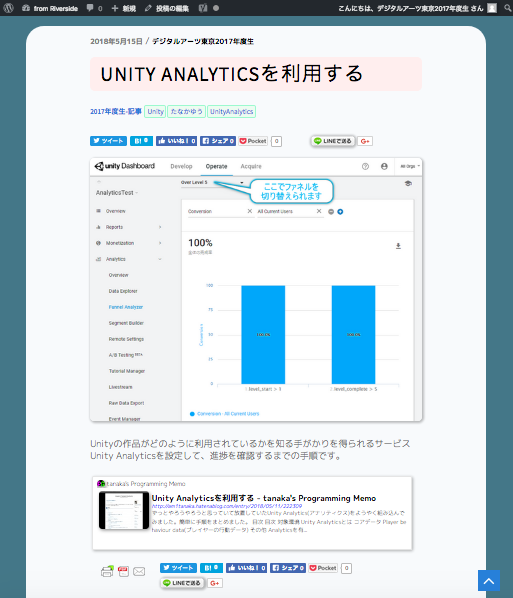 from Riverside 0 + 新規 投稿の編集 こんにちは、デジタルアーツ東京2017年度生 さん
2018年5月15日 / デジタルアーツ東京2017年度生
UNITY ANALYTICSを利用する
2017年度生-記事 Unity たなかゆう UnityAnalytics
ツイート B! いいね! 0 シェア 0 Pocket 0 LINEで送る G+
unity Dashboard Develop Operate Acquire All Orgs
Over Level 5
ここでファネルを
切り替えられます
AnalyticsTest
Overview
Conversion × All Current Users ×
Reports
Monetization
100%
Analytics
Overview
Data Explorer
100
Funnel Analyzer
75
Segment Builder
Remote Settings
50
100.0% 100.0%
Conversion
A/B Testing BETA
25
Tutorial Manager
Livestream
0
level_start > 1 level_complete > 5
Raw Data Export
Conversion - All Current Users
Event Manager
Unityの作品がどのように利用されているかを知る手がかりを得られるサービス
Unity Analyticsを設定して、進捗を確認するまでの手順です。
tanaka's Programming Memo
Unity Analyticsを利用する - tanaka's Programming Memo
http://am1tanaka.hatenablog.com/entry/2018/05/11/222309
やっとやろうやろうと思っていて放置していたUnity Analytics(アナリティクス)をようやく組み込んで
みました。簡単に手順をまとめました。 目次 目次 対象環境 Unity Analyticsとは コアデータ Player be
haviour data(プレイヤーの行動データ) その他 Analyticsを有...
ツイート B! いいね! 0 シェア 0 Pocket 0
LINEで送る G+